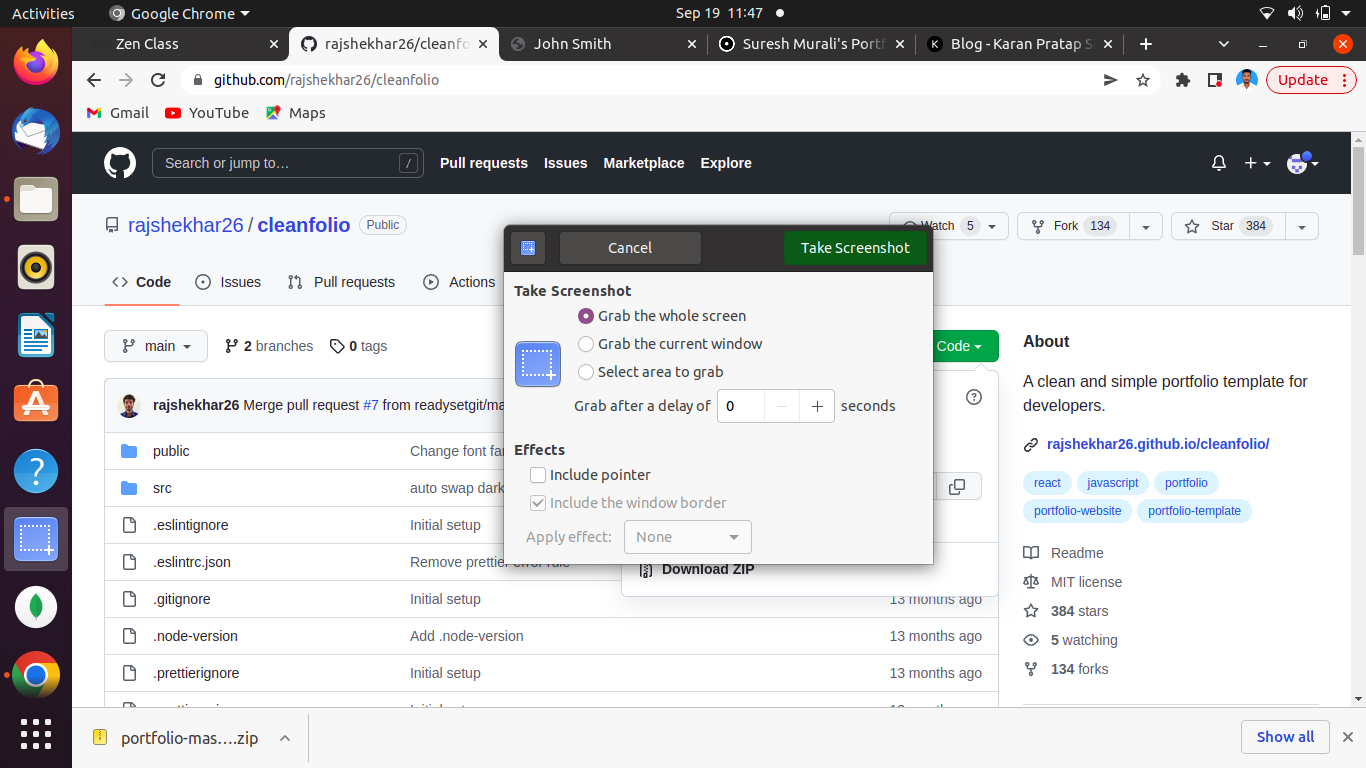 Activities
Google Chrome
Sep 19 11:47
Zen Class
rajshekhar26/cleanfo
John Smith
Suresh Murali's Portf
Blog - Karan Pratap S
github.com/rajshekhar26/cleanfolio
Update
Gmail
YouTube
Maps
Search or jump to…
/
Pull requests
Issues
Marketplace
Explore
rajshekhar26 / cleanfolio
Public
Watch 5
Fork 134
Star 384
Code
Issues
Pull requests
Actions
Cancel
Take Screenshot
Take Screenshot
Grab the whole screen
Grab the current window
Select area to grab
Grab after a delay of 0 seconds
Effects
Include pointer
Include the window border
Apply effect: None
main
2 branches
0 tags
Code
rajshekhar26 Merge pull request #7 from readysetgit/ma
public Change font fa
src auto swap dark
.eslintignore Initial setup
.eslintrc.json Remove prettier error rule
Download ZIP
.gitignore Initial setup 13 months ago
.node-version Add .node-version 13 months ago
.prettierignore Initial setup 13 months ago
About
A clean and simple portfolio template for
developers.
rajshekhar26.github.io/cleanfolio/
react
javascript
portfolio
portfolio-website
portfolio-template
Readme
MIT license
384 stars
5 watching
134 forks
portfolio-mas….zip
Show all